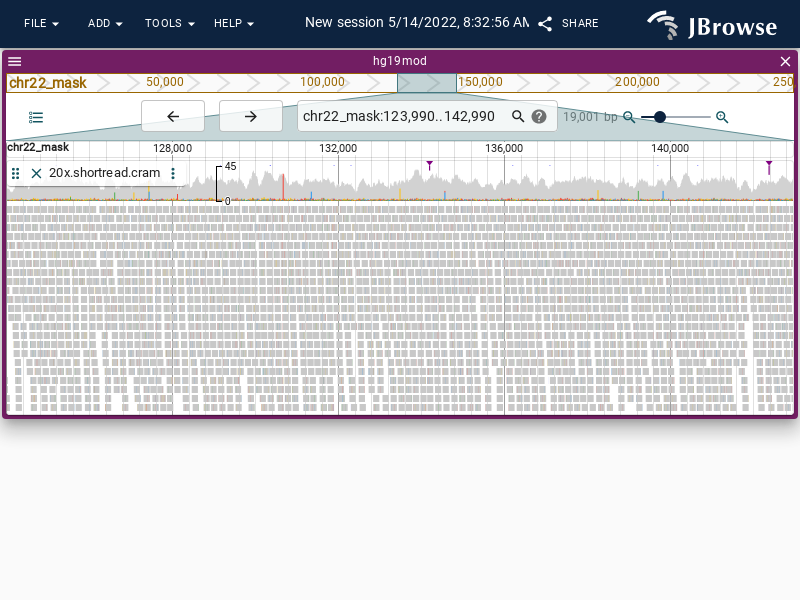 FILE ADD TOOLS HELP New session 5/14/2022, 8:32:56 AM SHARE JBrowse
hg19mod
chr22_mask 50,000 100,000 150,000 200,000 250
chr22_mask:123,990..142,990 19,001 bp
chr22_mask 128,000 132,000 136,000 140,000
20x.shortread.cram 45
0